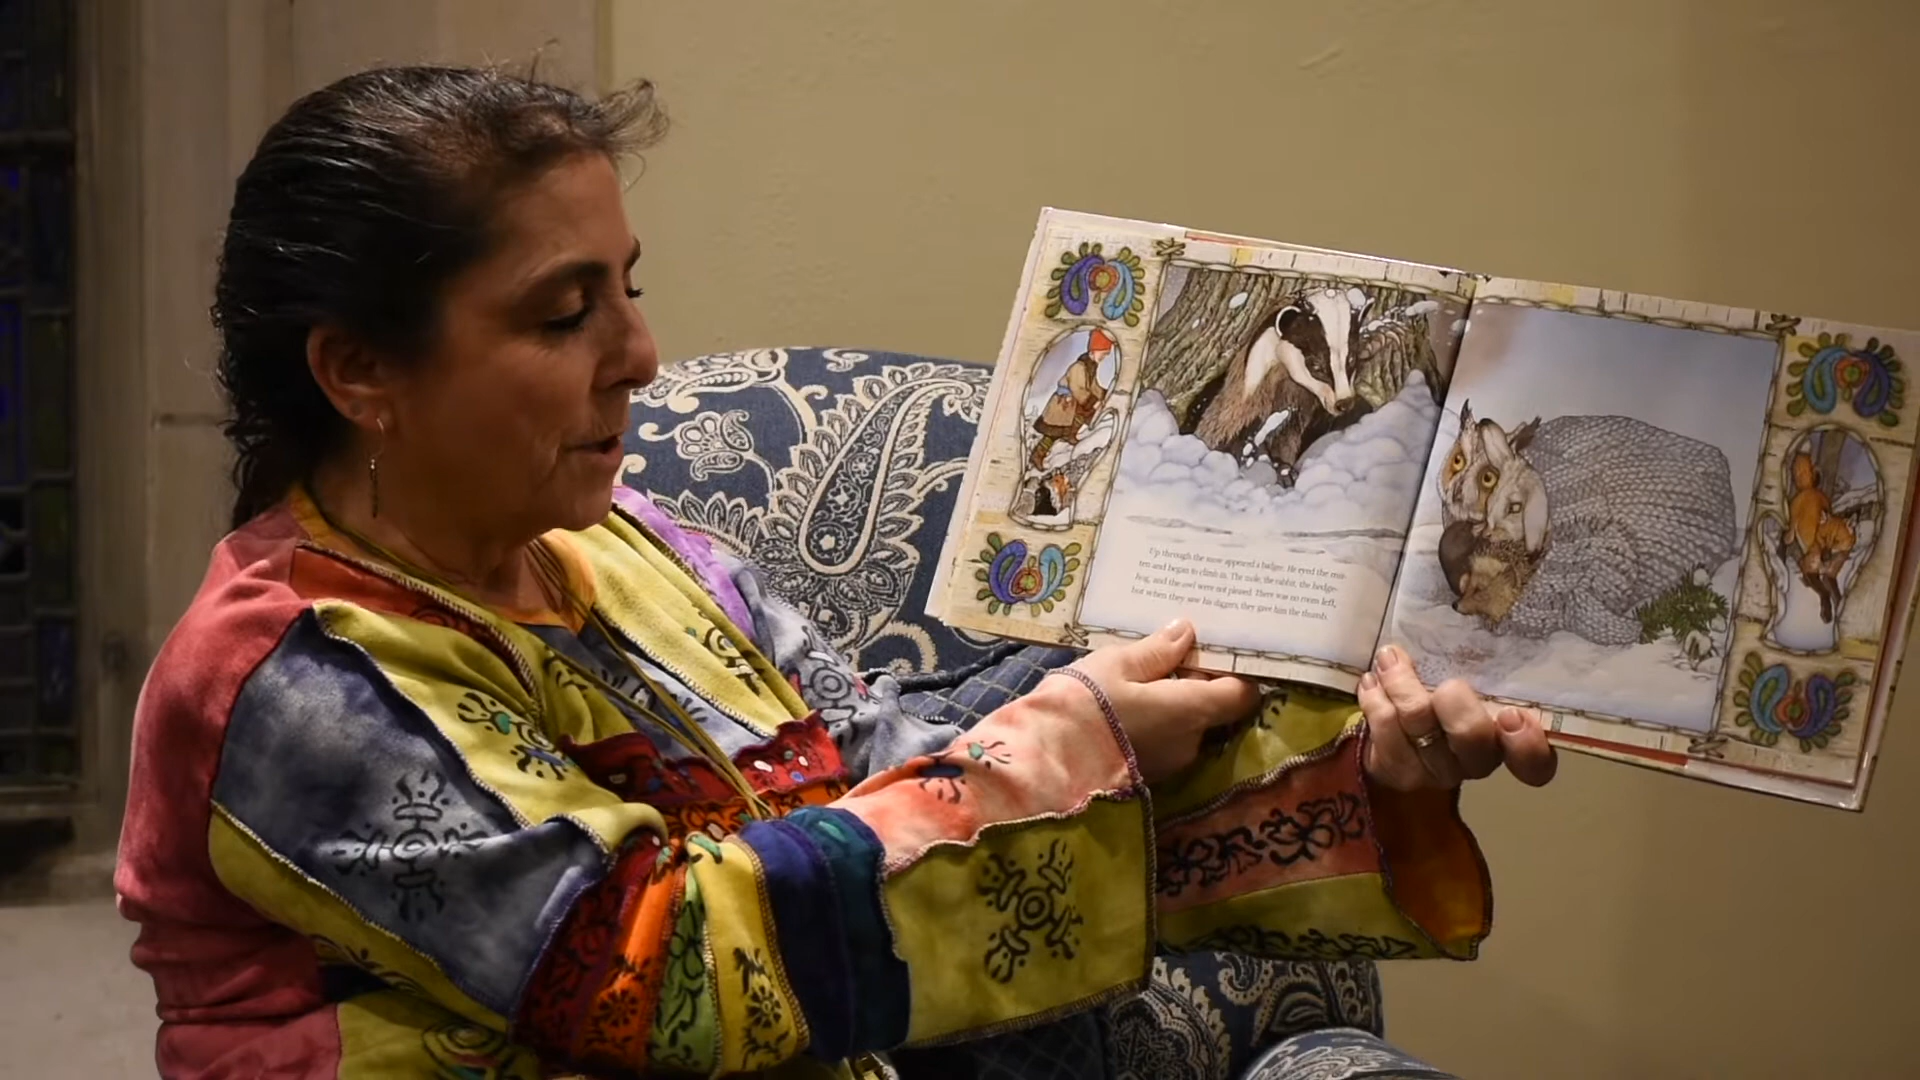 Up through the snow appeared a badger. He eyed the mit-
ten and began to climb in. The mole, the rabbit, the hedge-
hog, and the owl were not pleased. There was no room left,
but when they saw his diggers, they gave him the thumb.